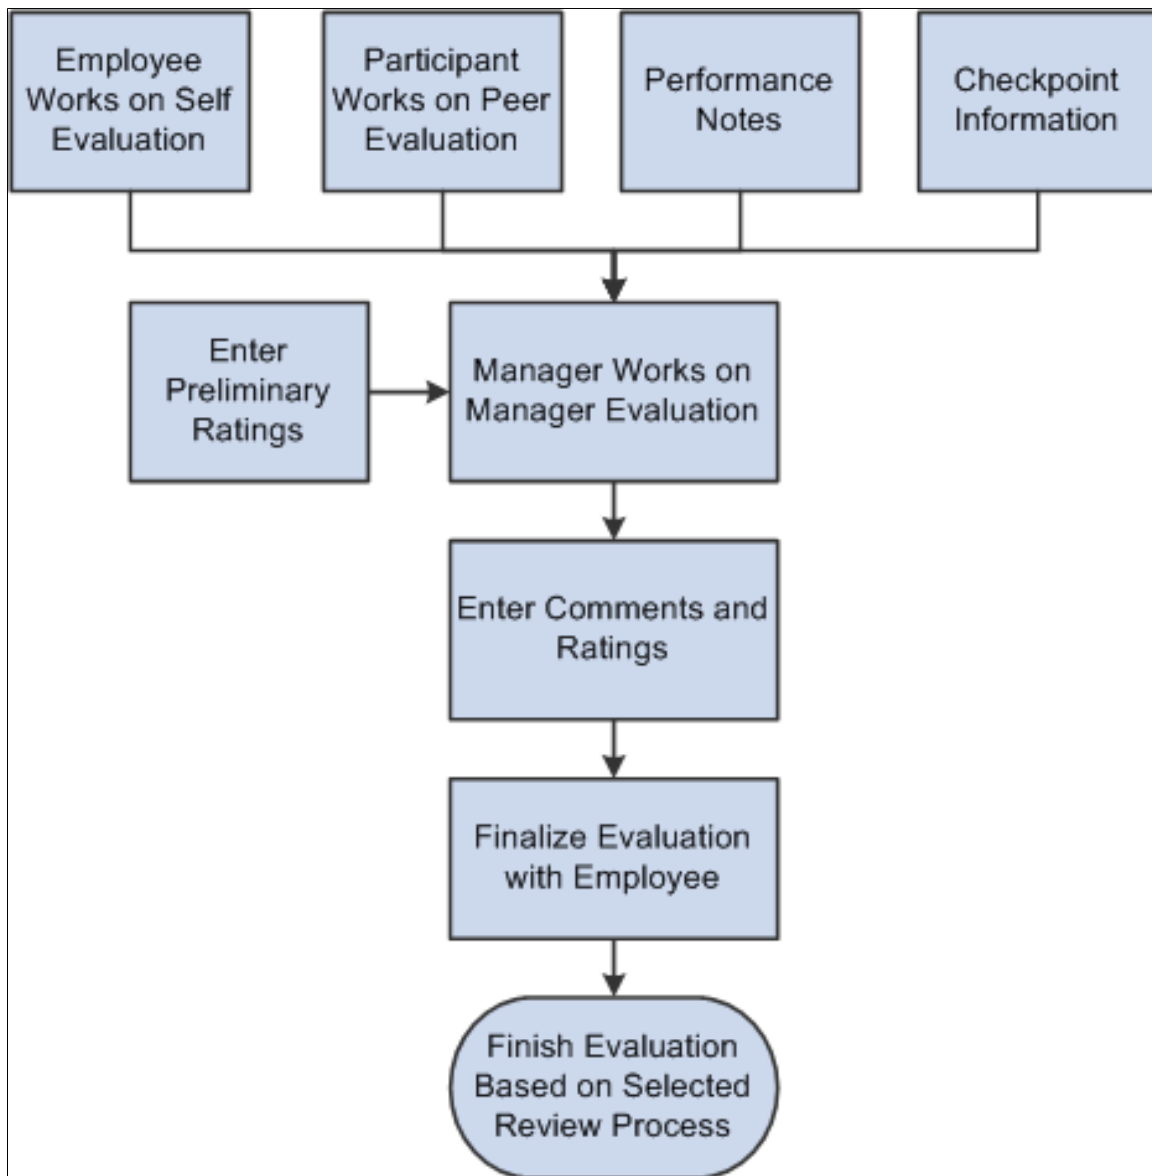 Employee
Works on Self
Evaluation
Participant
Works on Peer
Evaluation
Performance
Notes
Checkpoint
Information
Enter
Preliminary
Ratings
Manager Works on
Manager Evaluation
Enter Comments and
Ratings
Finalize Evaluation
with Employee
Finish Evaluation
Based on Selected
Review Process